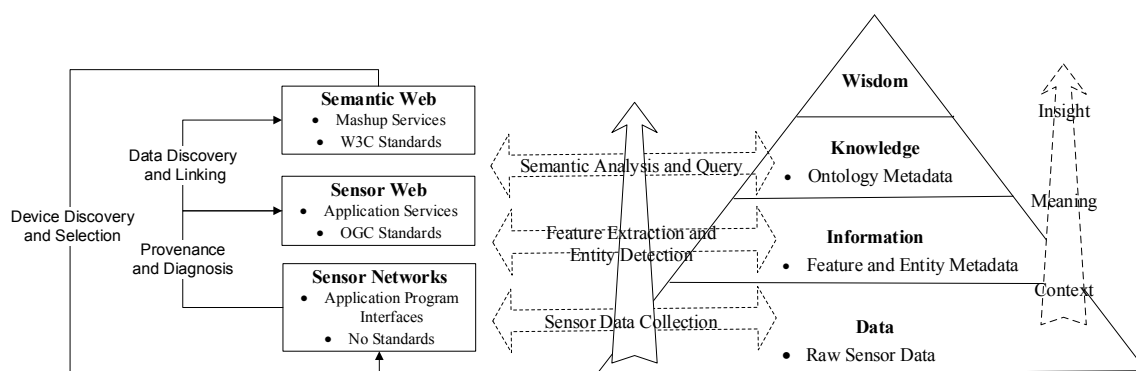 Semantic Web
• Mashup Services
• W3C Standards
Data Discovery
and Linking
Sensor Web
• Application Services
• OGC Standards
Device Discovery
and Selection
Provenance
and Diagnosis
Sensor Networks
• Application Program
Interfaces
• No Standards
Semantic Analysis and Query
Feature Extraction and
Entity Detection
Sensor Data Collection
Wisdom
Knowledge
• Ontology Metadata
Information
• Feature and Entity Metadata
Data
• Raw Sensor Data
Insight
Meaning
Context